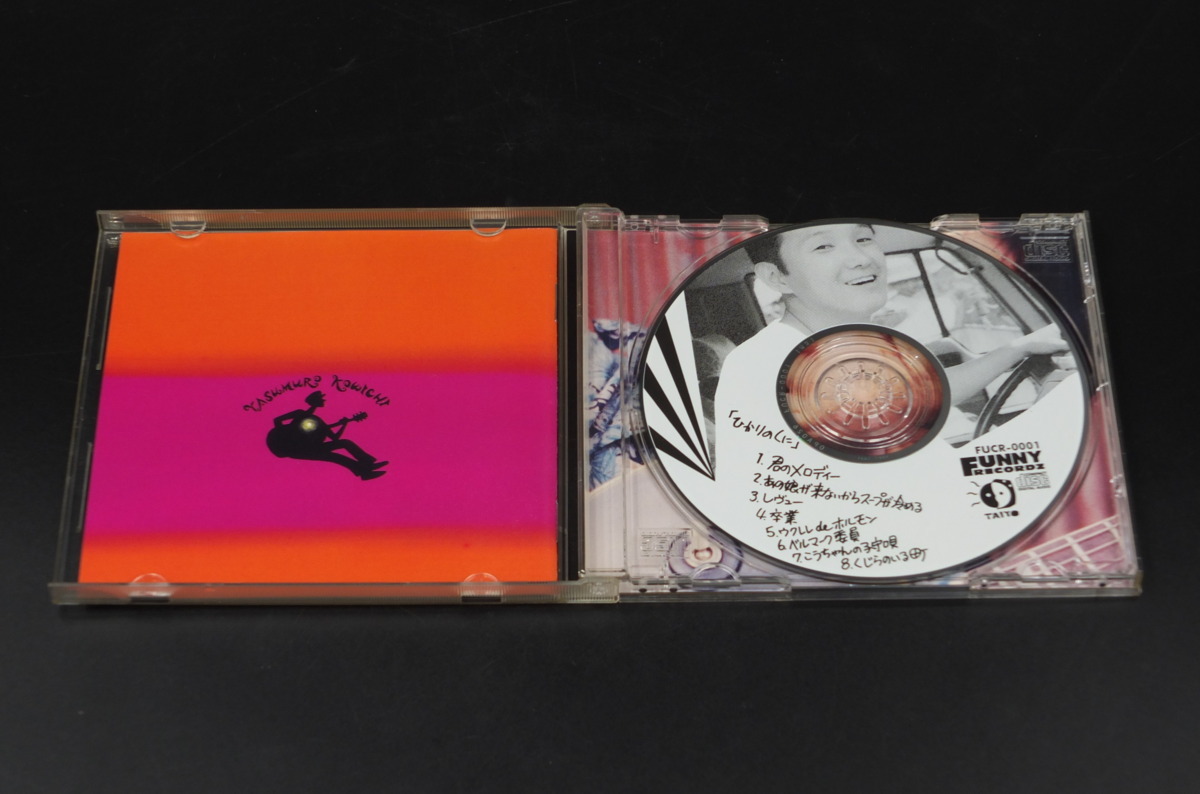 YASUMURO KOWICHI
「ひかりのくに」
1. 君のメロディー
2. あの娘が来ないからスープが冷める
3. レヴュー
4. 卒業
5. ウクレレ de ホルモン
6. ベルマーク委員
7. こうちゃんの子守唄
8. くじらのいる町
FUCR-0001
FUNNY
RECORDZ
TAITO
disc
disc